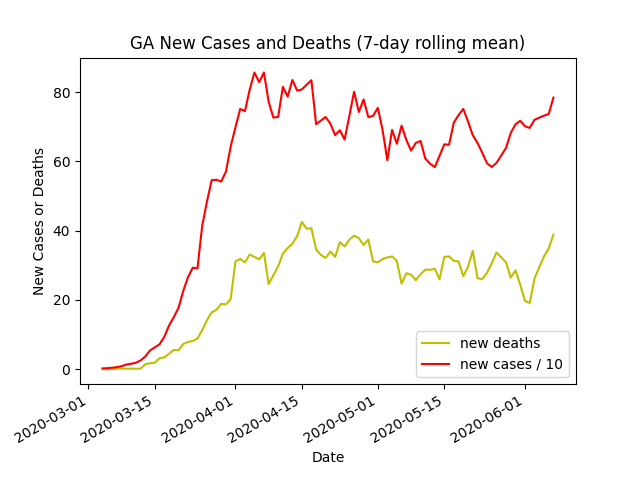 GA New Cases and Deaths (7-day rolling mean)
New Cases or Deaths
80
60
40
20
0
new deaths
new cases / 10
2020-03-01
2020-03-15
2020-04-01
2020-04-15
2020-05-01
2020-05-15
2020-06-01
Date